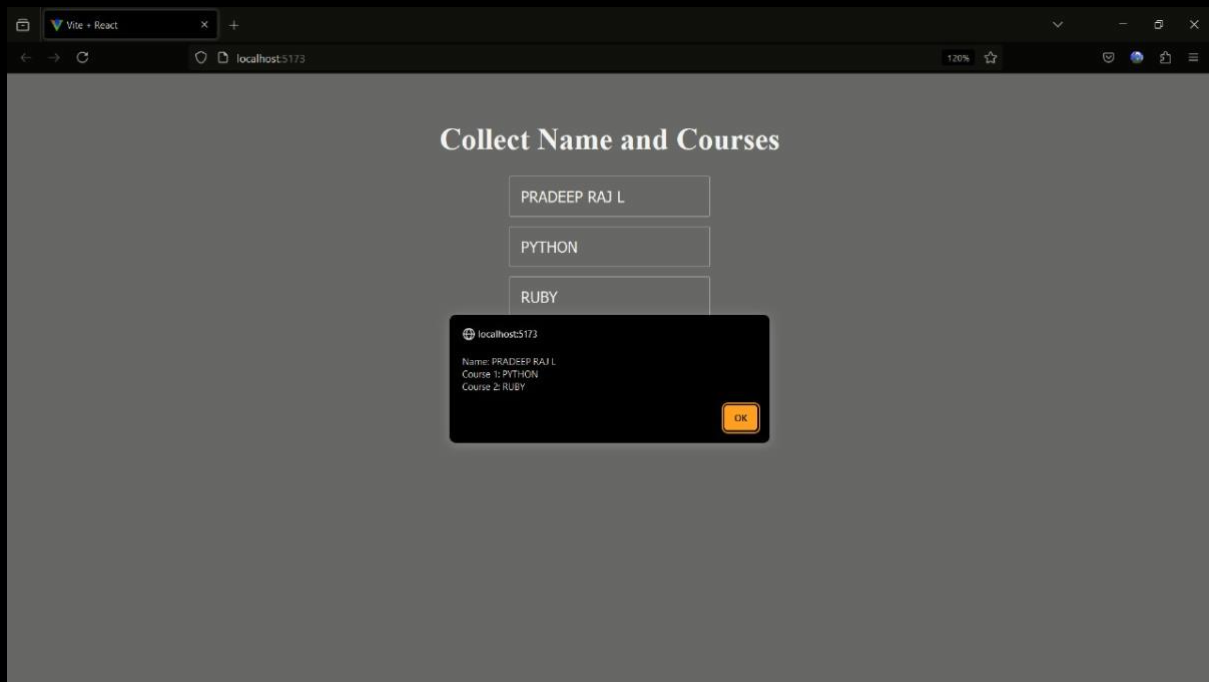 Vite + React
localhost:5173
120%
Collect Name and Courses
PRADEEP RAJ L
PYTHON
RUBY
localhost:5173
Name: PRADEEP RAJ L
Course 1: PYTHON
Course 2: RUBY
OK